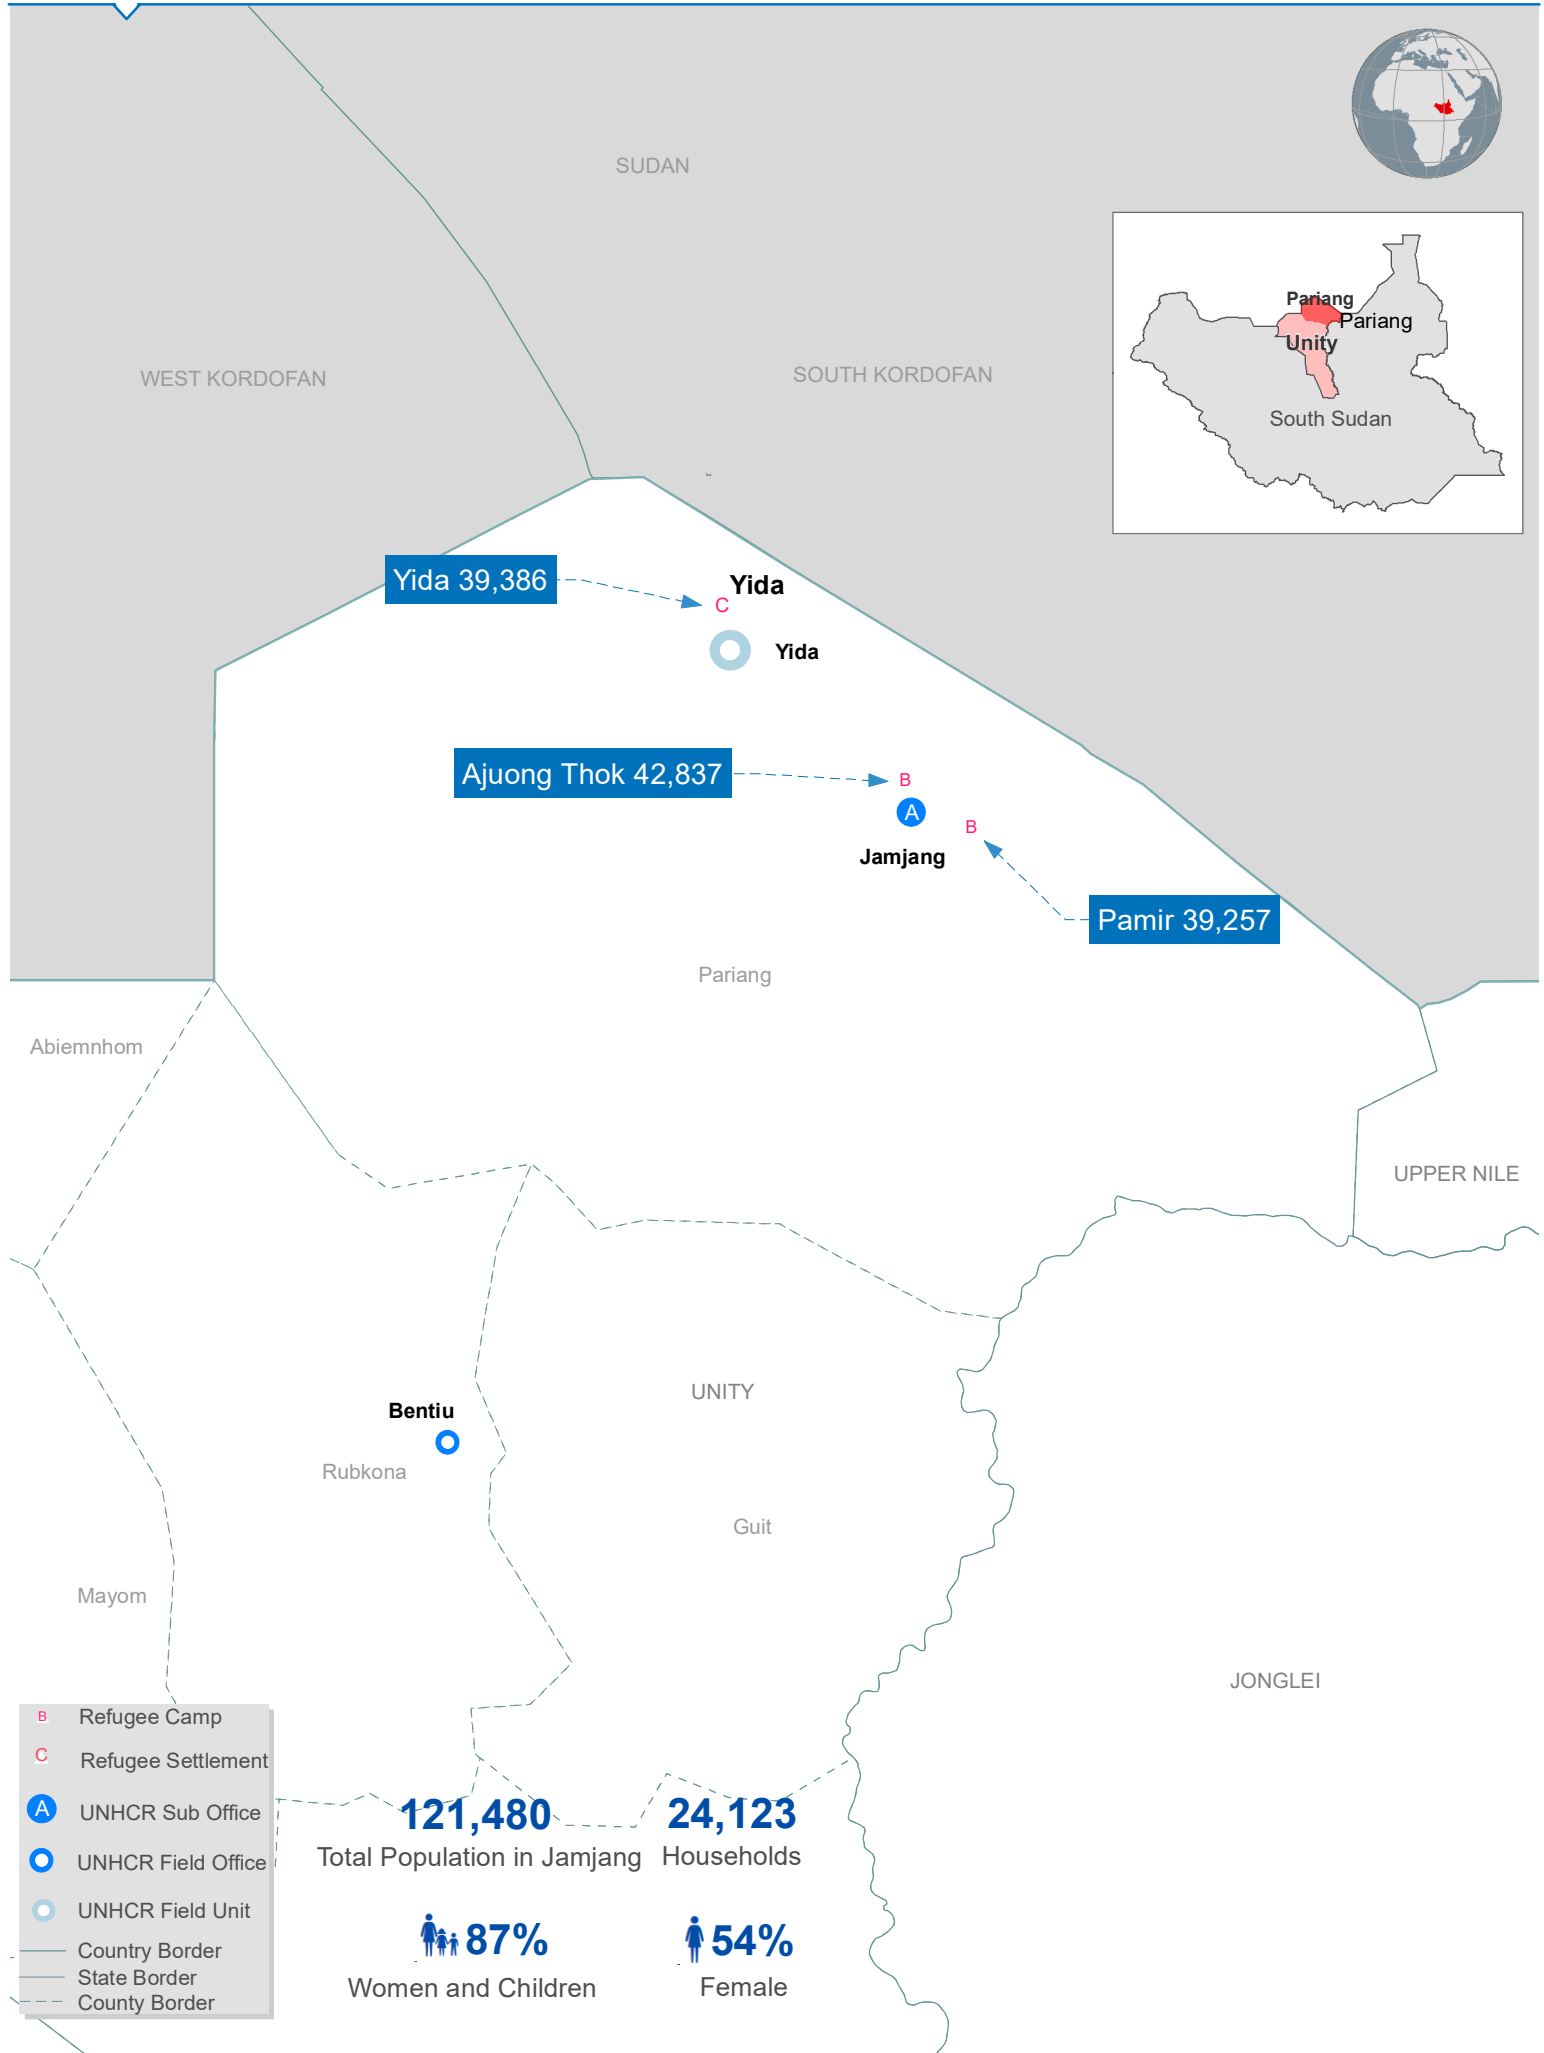 SUDAN
Pariang
Pariang
Unity
South Sudan
WEST KORDOFAN
SOUTH KORDOFAN
Yida 39,386
Yida
C
Yida
Ajuong Thok 42,837
B
A
B
Jamjang
Pamir 39,257
Pariang
Abiemnhom
UPPER NILE
UNITY
Bentiu
Rubkona
Guit
Mayom
JONGLEI
B Refugee Camp
C Refugee Settlement
A UNHCR Sub Office
UNHCR Field Office
UNHCR Field Unit
Country Border
State Border
County Border
121,480
Total Population in Jamjang
24,123
Households
87%
Women and Children
54%
Female